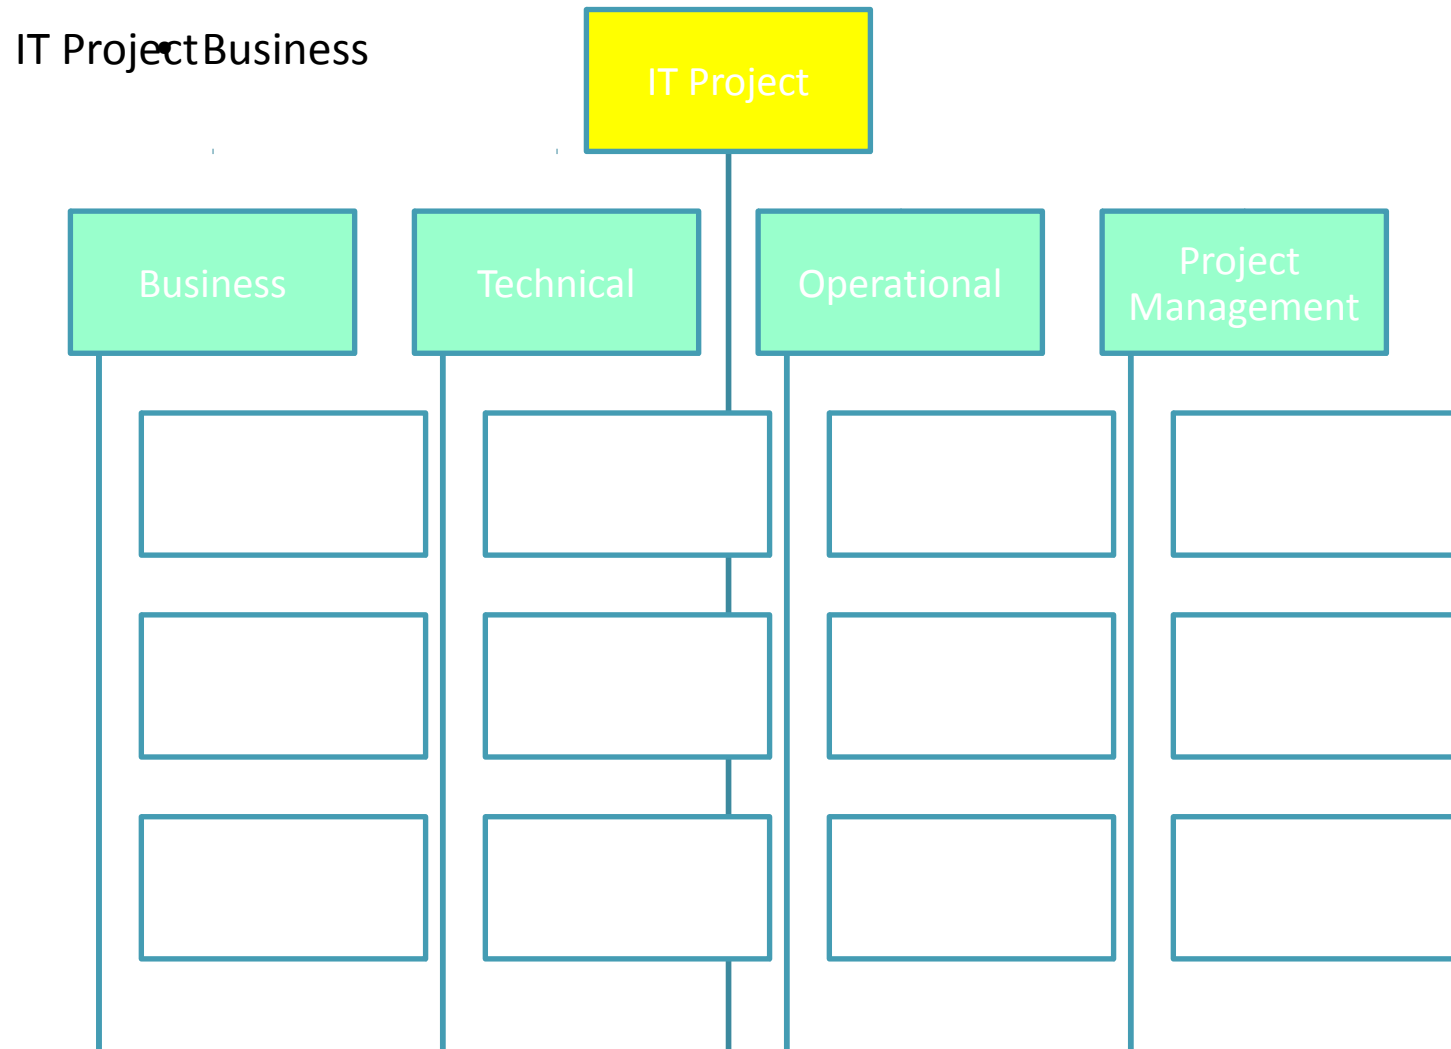 IT Project • Business
IT Project
Business
Technical
Operational
Project
Management